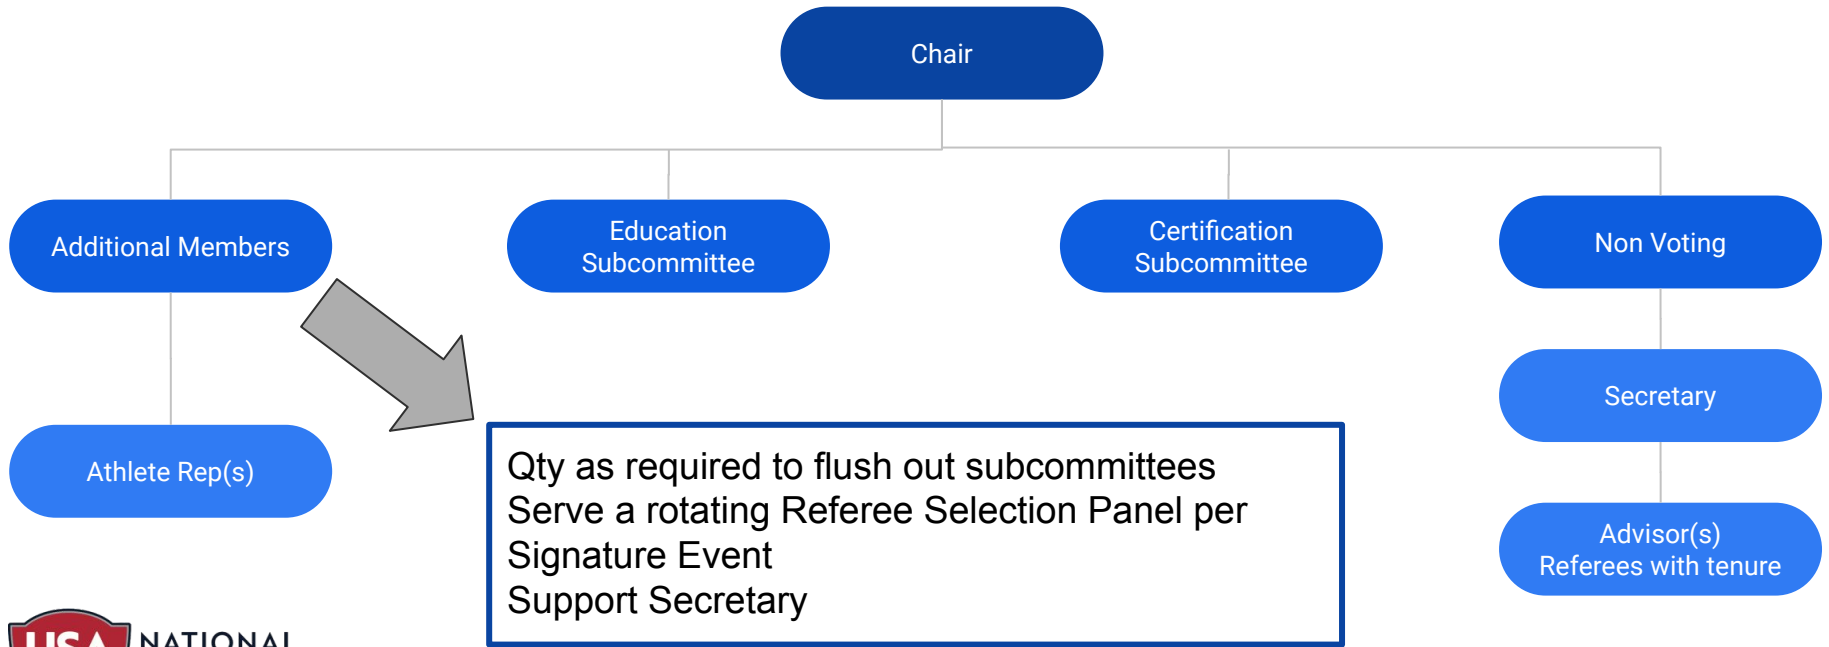 Chair
Additional Members
Education
Subcommittee
Certification
Subcommittee
Non Voting
Secretary
Athlete Rep(s)
Qty as required to flush out subcommittees
Serve a rotating Referee Selection Panel per
Signature Event
Support Secretary
Advisor(s)
Referees with tenure
USA NATIONAL